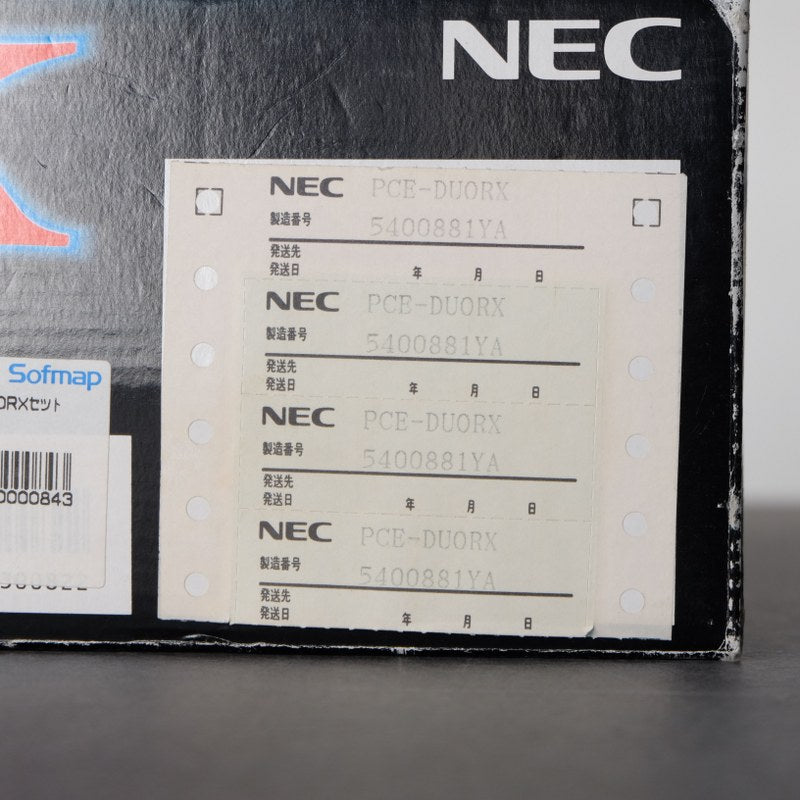 NEC
NEC PCE-DUORX
製造番号 5400881YA
発送先
発送日 年 月 日
NEC PCE-DUORX
製造番号 5400881YA
発送先
発送日 年 月 日
Sofmap
ORXセット
NEC PCE-DUORX
製造番号 5400881YA
発送先
発送日 年 月 日
0000843
NEC PCE-DUORX
製造番号 5400881YA
発送先
発送日 年 月 日